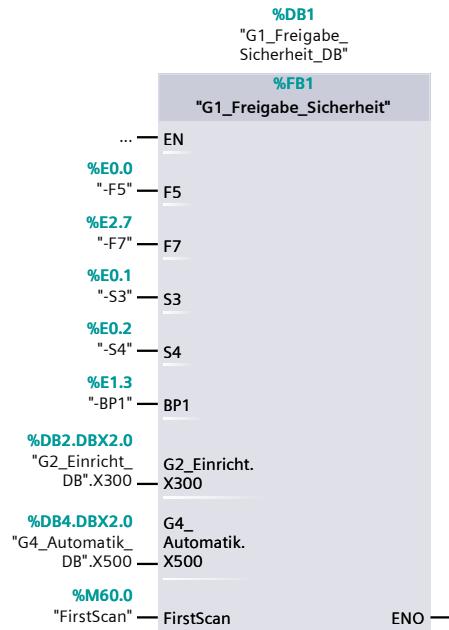 %DB1
"G1_Freigabe_
Sicherheit_DB"
%FB1
"G1_Freigabe_Sicherheit"
... EN
%E0.0
"-F5" F5
%E2.7
"-F7" F7
%E0.1
"-S3" S3
%E0.2
"-S4" S4
%E1.3
"-BP1" BP1
%DB2.DBX2.0
"G2_Einricht_ G2_Einricht.
DB".X300 X300
%DB4.DBX2.0 G4_
"G4_Automatik_ Automatik.
DB".X500 X500
%M60.0
"FirstScan" FirstScan ENO